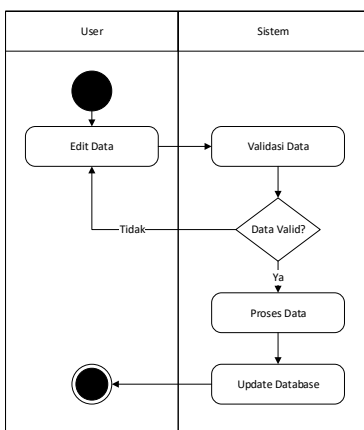 User
Sistem
Edit Data
Validasi Data
Tidak
Data Valid?
Ya
Proses Data
Update Database